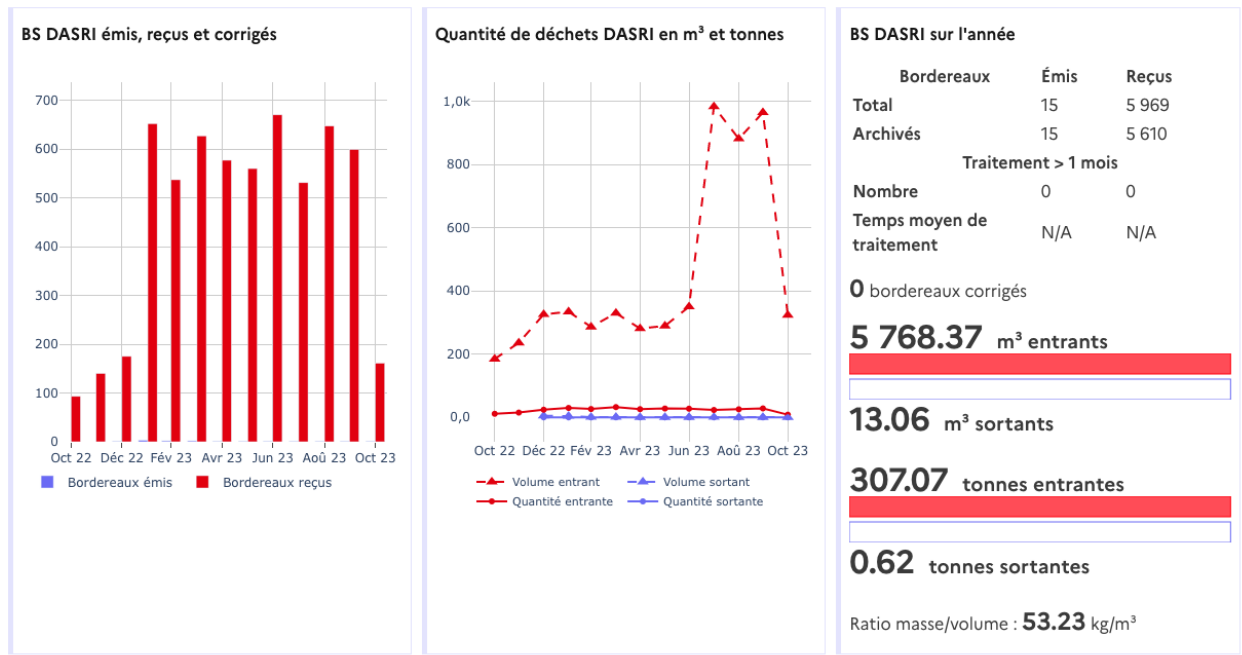 BS DASRI émis, reçus et corrigés
700
600
500
400
300
200
100
0
Oct 22 Déc 22 Fév 23 Avr 23 Jun 23 Aoû 23 Oct 23
Bordereaux émis Bordereaux reçus
Quantité de déchets DASRI en m³ et tonnes
1,0k
800
600
400
200
0,0
Oct 22 Déc 22 Fév 23 Avr 23 Jun 23 Aoû 23 Oct 23
Volume entrant Volume sortant
Quantité entrante Quantité sortante
BS DASRI sur l'année
Bordereaux Émis Reçus
Total 15 5 969
Archivés 15 5 610
Traitement > 1 mois
Nombre 0 0
Temps moyen de
traitement N/A N/A
0 bordereaux corrigés
5 768.37 m³ entrants
13.06 m³ sortants
307.07 tonnes entrantes
0.62 tonnes sortantes
Ratio masse/volume : 53.23 kg/m³